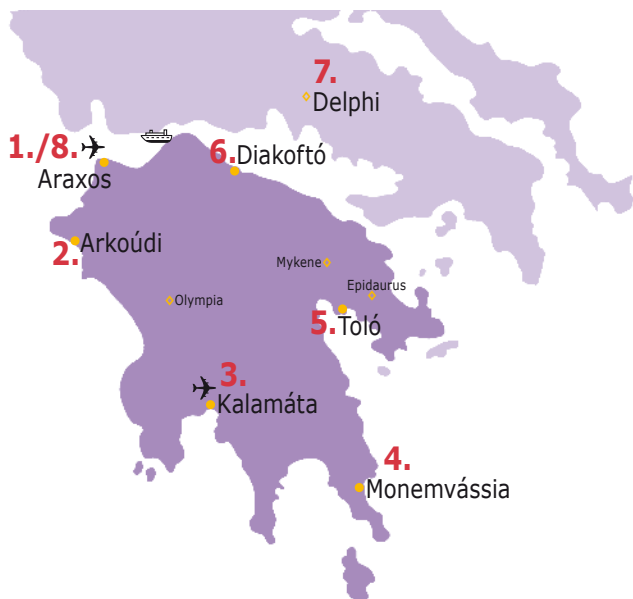 7.
Delphi
1./8.
Araxos
6. Diakoftó
Arkoúdi
2.
Mykene
Epidaurus
Olympia
5. Toló
3.
Kalamáta
4.
Monemvássia